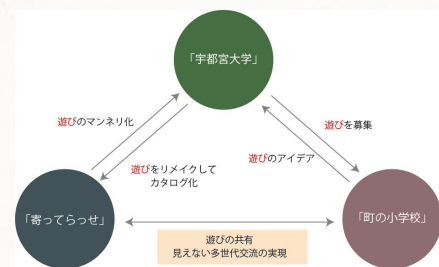 「宇都宮大学」
遊びのマンネリ化
遊びを募集
遊びをリメイクして
カタログ化
遊びのアイデア
「寄ってらっせ」
「町の小学校」
遊びの共有
見えない多世代交流の実現